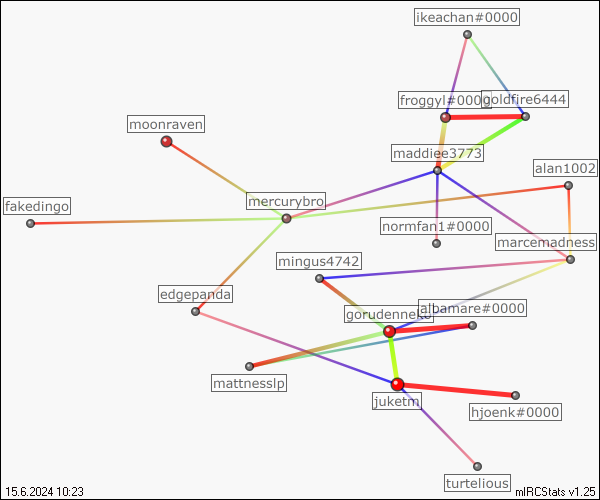 ikeachan#0000
froggyl#0000
goldfire6444
moonraven
maddiee3773
alan1002
mercurybro
fakedingo
normfan1#0000
marcemadness
mingus4742
edgepanda
gorudenneko
albamare#0000
mattnesslp
juketm
hjoenk#0000
turtelious
15.6.2024 10:23
mIRCStats v1.25